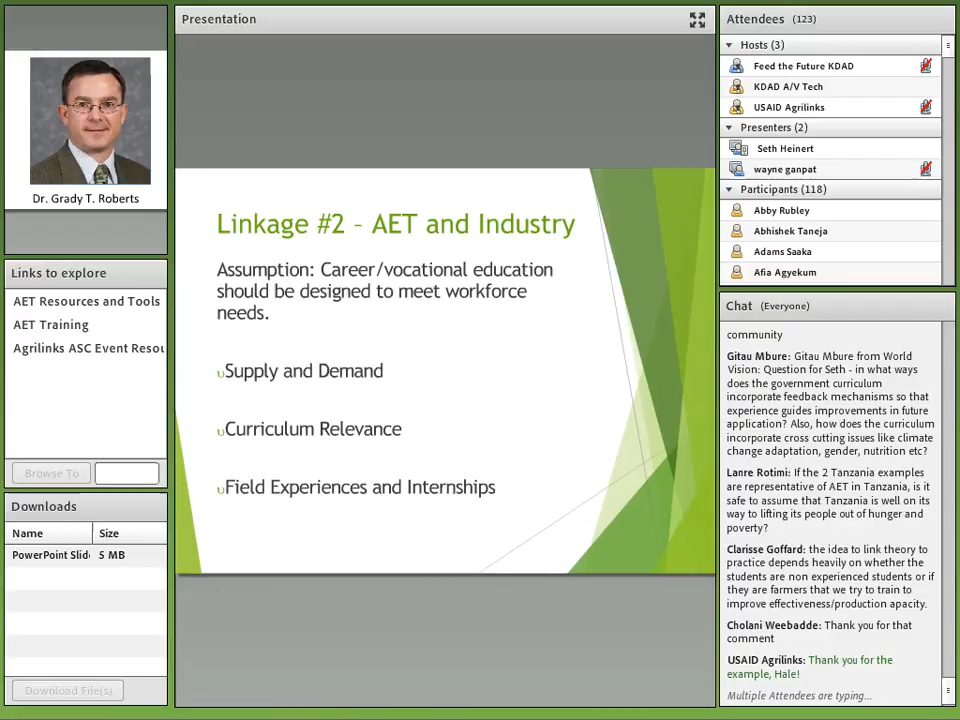 Dr. Grady T. Roberts
Links to explore
AET Resources and Tools
AET Training
Agrilinks ASC Event Resou
Browse To
Downloads
Name Size
PowerPoint Slid 5 MB
Download File(s)
Presentation
Linkage #2 – AET and Industry
Assumption: Career/vocational education
should be designed to meet workforce
needs.
υSupply and Demand
υCurriculum Relevance
υField Experiences and Internships
Attendees (123)
Hosts (3)
Feed the Future KDAD
KDAD A/V Tech
USAID Agrilinks
Presenters (2)
Seth Heinert
wayne ganpat
Participants (118)
Abby Rubley
Abhishek Taneja
Adams Saaka
Afia Agyekum
Chat (Everyone)
community
Gitau Mbure: Gitau Mbure from World
Vision: Question for Seth - in what ways
does the government curriculum
incorporate feedback mechanisms so that
experience guides improvements in future
application? Also, how does the curriculum
incorporate cross cutting issues like climate
change adaptation, gender, nutrition etc?
Lanre Rotimi: If the 2 Tanzania examples
are representative of AET in Tanzania, is it
safe to assume that Tanzania is well on its
way to lifting its people out of hunger and
poverty?
Clarisse Goffard: the idea to link theory to
practice depends heavily on whether the
students are non experienced students or if
they are farmers that we try to train to
improve effectiveness/production apacity.
Cholani Weebadde: Thank you for that
comment
USAID Agrilinks: Thank you for the
example, Hale!
Multiple Attendees are typing...